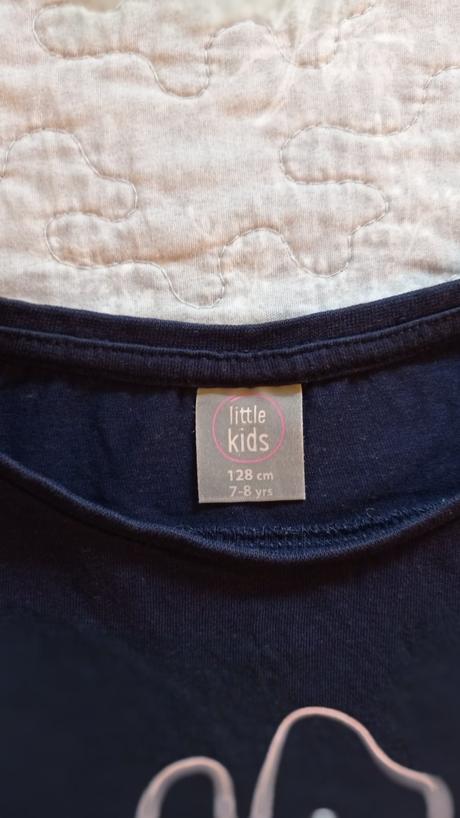 little
kids
128 cm
7-8 yrs